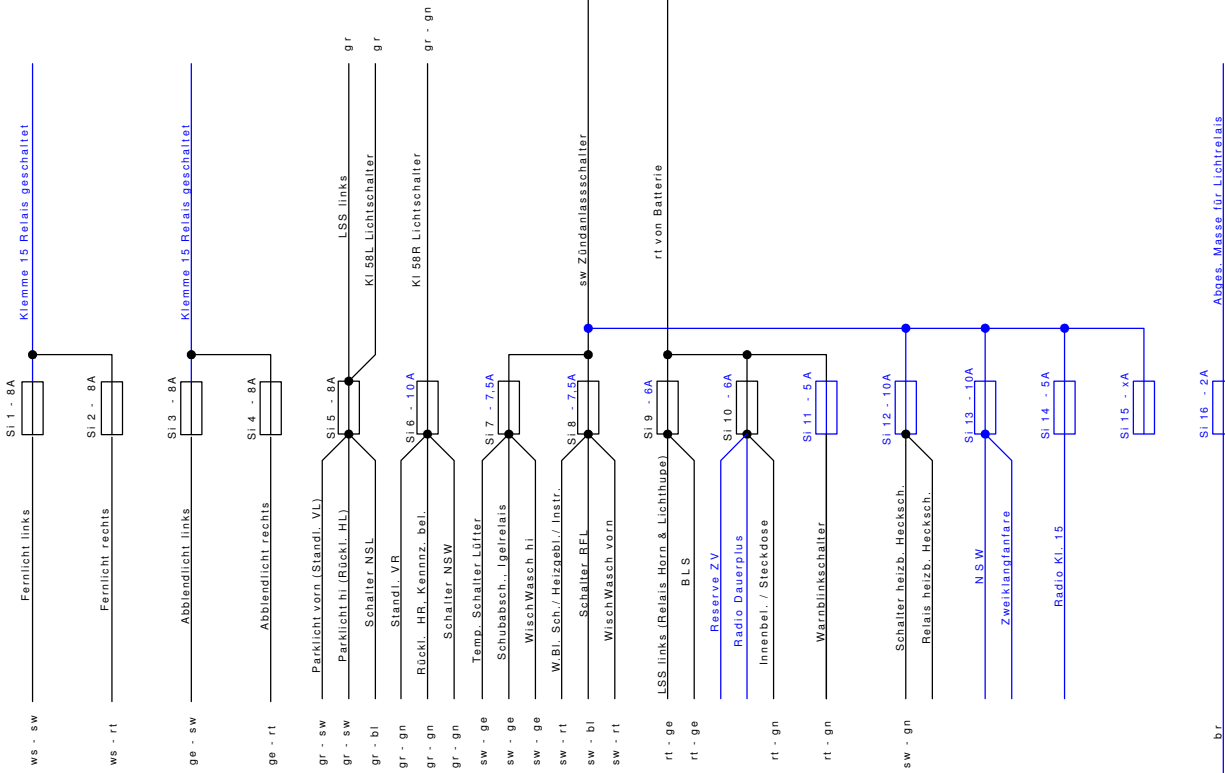 gr
gr
gr - gn
Klemme 15 Relais geschaltet
Klemme 15 Relais geschaltet
LSS links
Kl 58L Lichtschalter
Kl 58R Lichtschalter
sw Zündanlassschalter
rt von Batterie
Abges. Masse für Lichtrelais
Si 1 - 8A
Si 2 - 8A
Si 3 - 8A
Si 4 - 8A
Si 5 - 8A
Si 6 - 10A
Si 7 - 7,5A
Si 8 - 7,5A
Si 9 - 6A
Si 10 - 6A
Si 11 - 5A
Si 12 - 10A
Si 13 - 10A
Si 14 - 5A
Si 15 - xA
Si 16 - 2A
Fernlicht links
Fernlicht rechts
Abblendlicht links
Abblendlicht rechts
Parklicht vorn (Standl. VL)
Parklicht hi (Rückl. HL)
Schalter NSL
Standl. VR
Rückl. HR, Kennnz. bel.
Schalter NSW
Temp. Schalter Lüfter
Schubabsch., Igelrelais
WischWasch hi
W.Bl. Sch./ Heizgebl./ Instr.
Schalter RFL
WischWasch vorn
LSS links (Relais Horn & Lichthupe)
BLS
Reserve ZV
Radio Dauerplus
Innenbel. / Steckdose
Warnblinkschalter
Schalter heizb. Hecksch.
Relais heizb. Hecksch.
NSW
Zweiklangfanfare
Radio Kl. 15
ws - sw
ws - rt
ge - sw
ge - rt
gr - sw
gr - sw
gr - bl
gr - gn
gr - gn
gr - gn
sw - ge
sw - ge
sw - ge
sw - rt
sw - bl
sw - rt
rt - ge
rt - ge
rt - gn
rt - gn
sw - gn
br